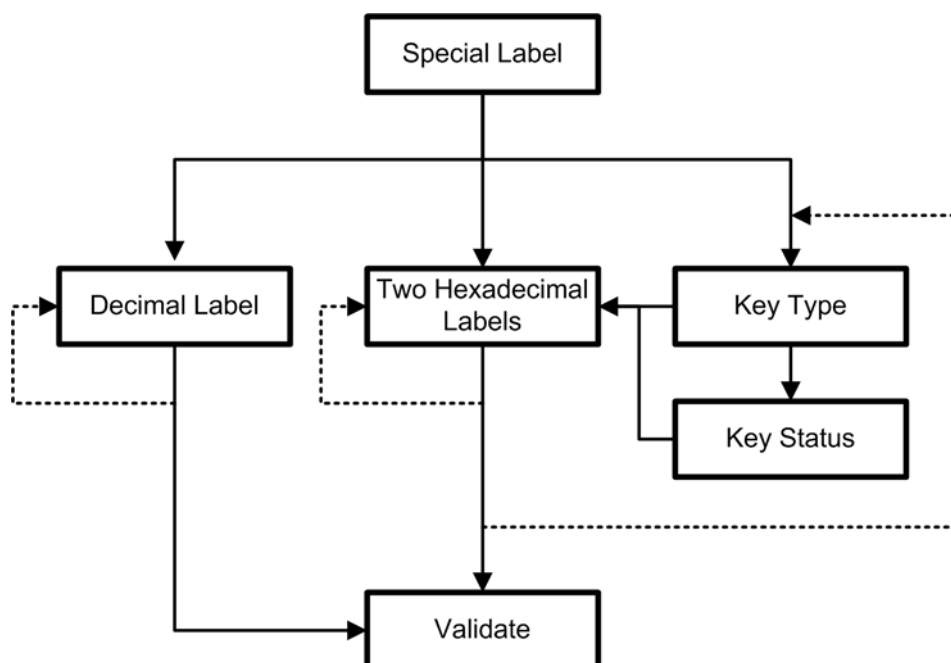 Special Label
Decimal Label
Two Hexadecimal
Labels
Key Type
Key Status
Validate